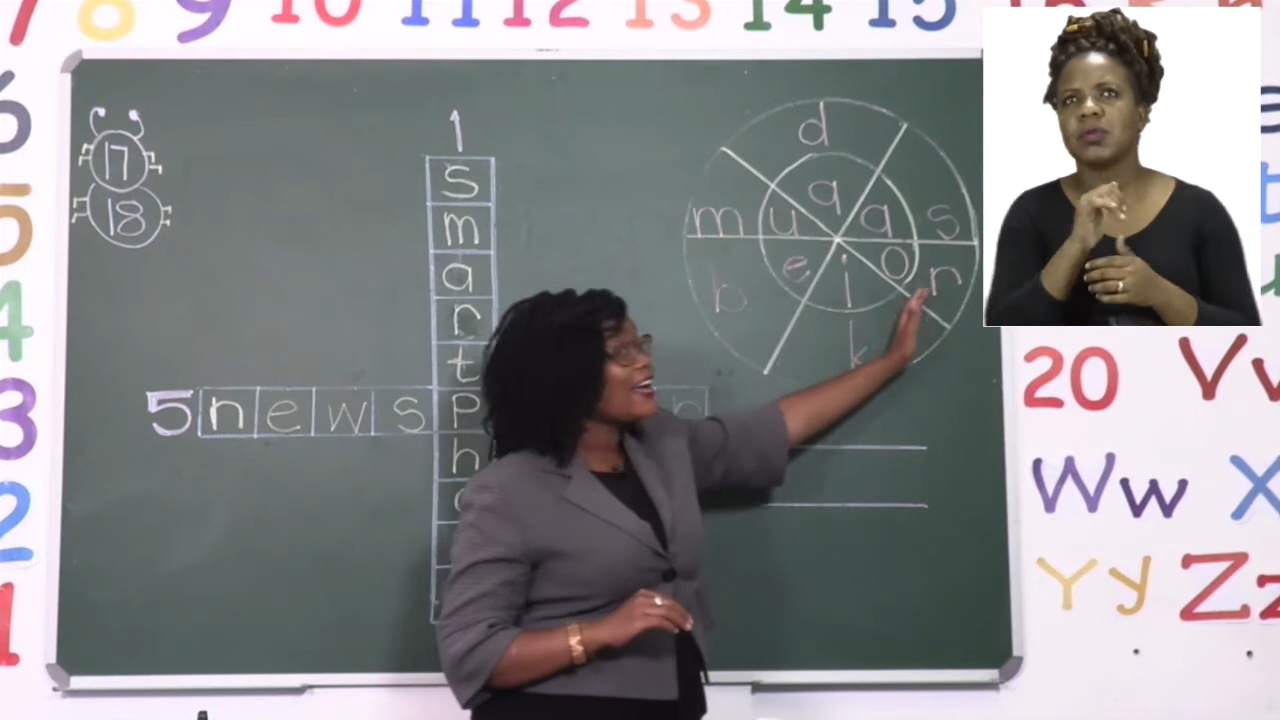 7 8 9 10 11 12 13 14 15
6
5
4
3
2
1
17
18
1
s
m
a
r
t
5 n e w s p
h
d
a a
m u s
e i o n
b k
20 Vv
Ww X
Yy Zz